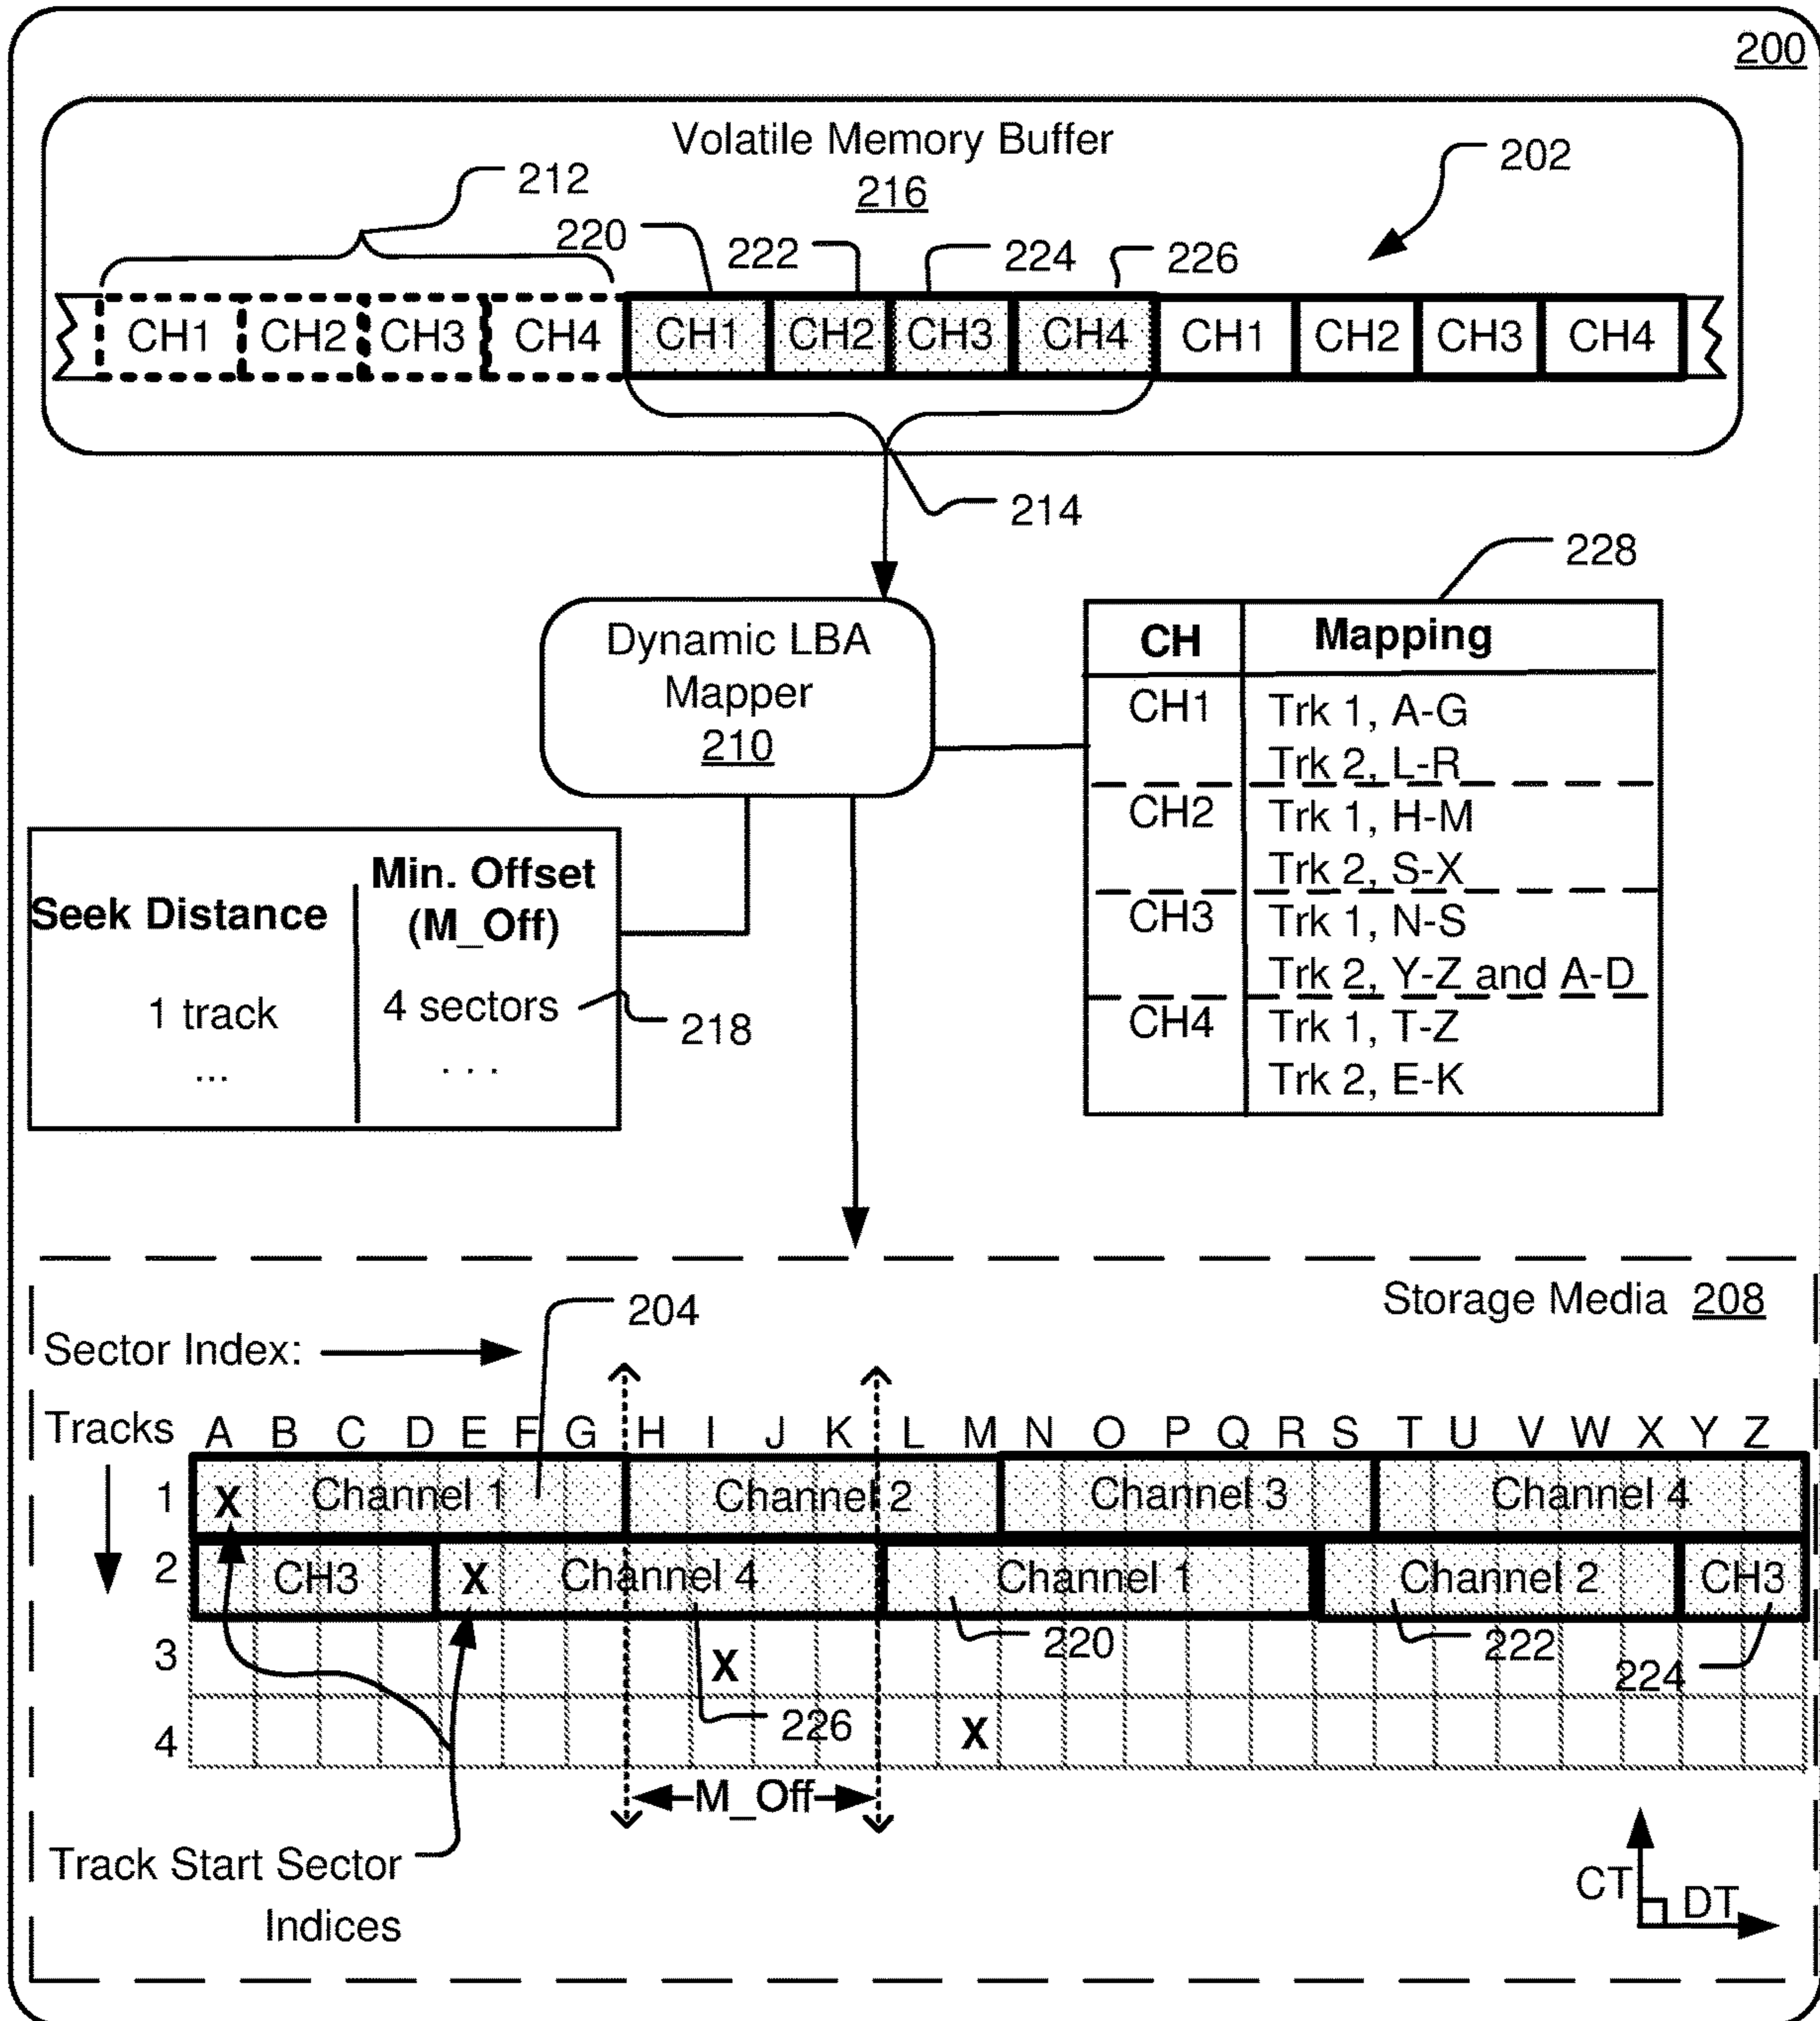 200
Volatile Memory Buffer
216
202
212
220
222
224
226
CH1 CH2 CH3 CH4 CH1 CH2 CH3 CH4 CH1 CH2 CH3 CH4
214
228
Dynamic LBA
Mapper
210
CH Mapping
CH1 Trk 1, A-G
Trk 2, L-R
CH2 Trk 1, H-M
Trk 2, S-X
CH3 Trk 1, N-S
Trk 2, Y-Z and A-D
CH4 Trk 1, T-Z
Trk 2, E-K
Seek Distance
Min. Offset
(M_Off)
1 track
4 sectors
...
. . .
218
Storage Media 208
204
Sector Index:
Tracks A B C D E F G H I J K L M N O P Q R S T U V W X Y Z
1 X Channel 1 Channel 2 Channel 3 Channel 4
2 CH3 X Channel 4 Channel 1 Channel 2 CH3
3 X 220 222 224
4 226 X
M_Off
Track Start Sector
Indices
CT
DT